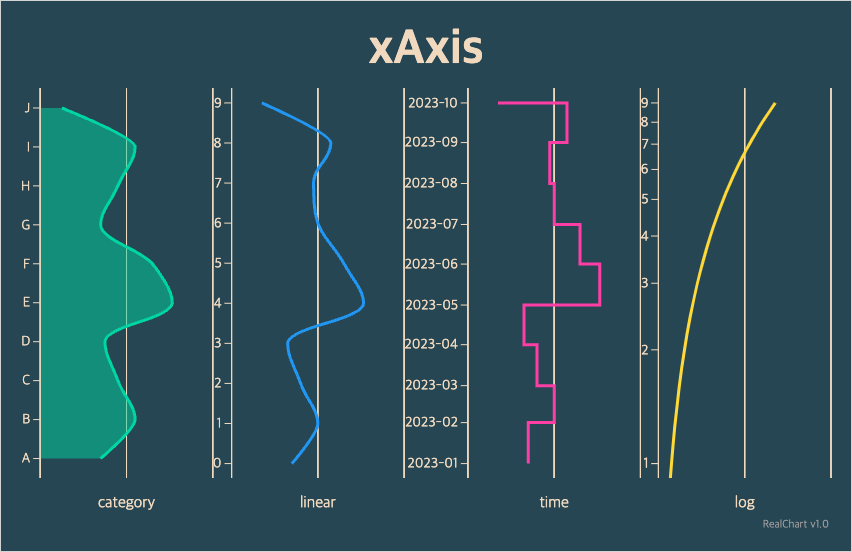 xAxis
J
I
H
G
F
E
D
C
B
A
category
9
8
7
6
5
4
3
2
1
0
linear
2023-10
2023-09
2023-08
2023-07
2023-06
2023-05
2023-04
2023-03
2023-02
2023-01
time
9
8
7
6
5
4
3
2
1
log
RealChart v1.0